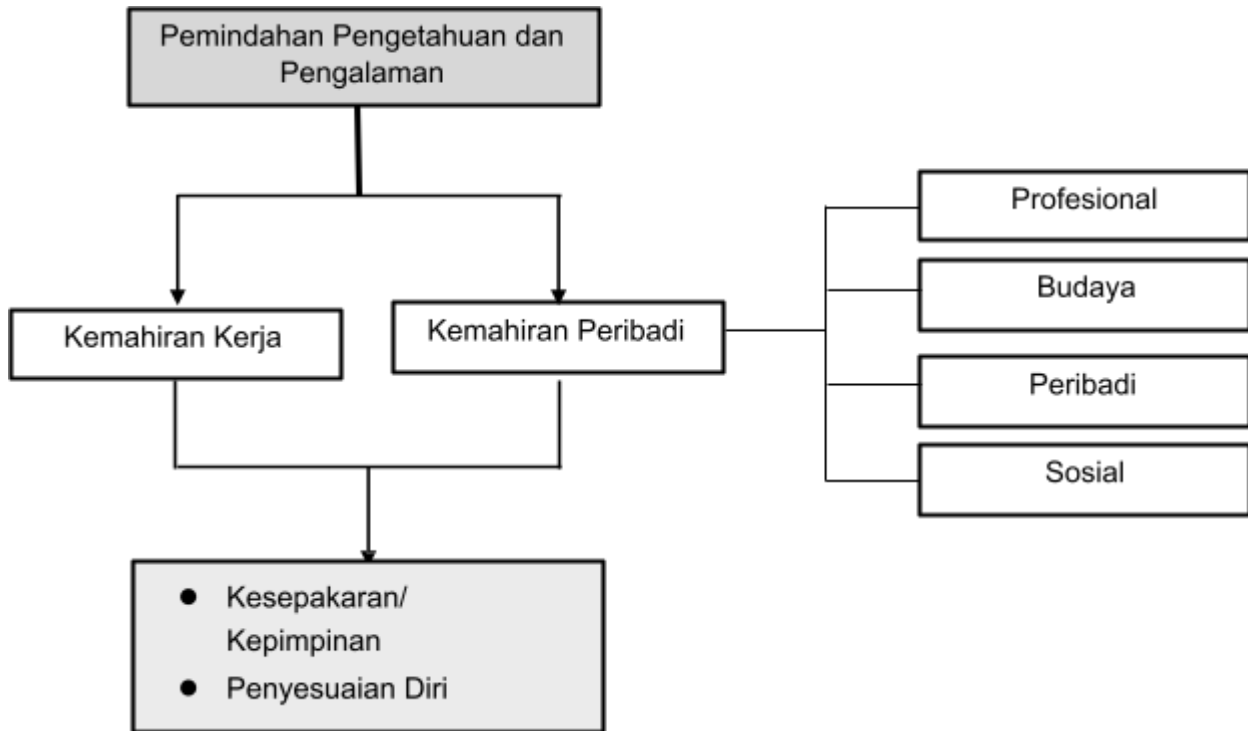 Pemindahan Pengetahuan dan
Pengalaman
Profesional
Budaya
Kemahiran Kerja
Kemahiran Peribadi
Peribadi
Sosial
● Kesepakaran/
Kepimpinan
● Penyesuaian Diri